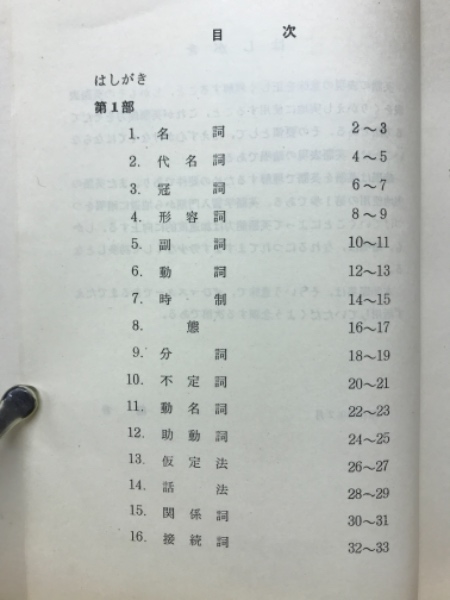 目次
はしがき
第1部
1. 名詞 2～3
2. 代名詞 4～5
3. 冠詞 6～7
4. 形容詞 8～9
5. 副詞 10～11
6. 動詞 12～13
7. 時制 14～15
8. 態 16～17
9. 分詞 18～19
10. 不定詞 20～21
11. 動名詞 22～23
12. 助動詞 24～25
13. 仮定法 26～27
14. 話法 28～29
15. 関係詞 30～31
16. 接続詞 32～33